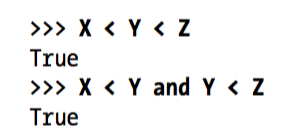 >>> X < Y < Z
True
>>> X < Y and Y < Z
True